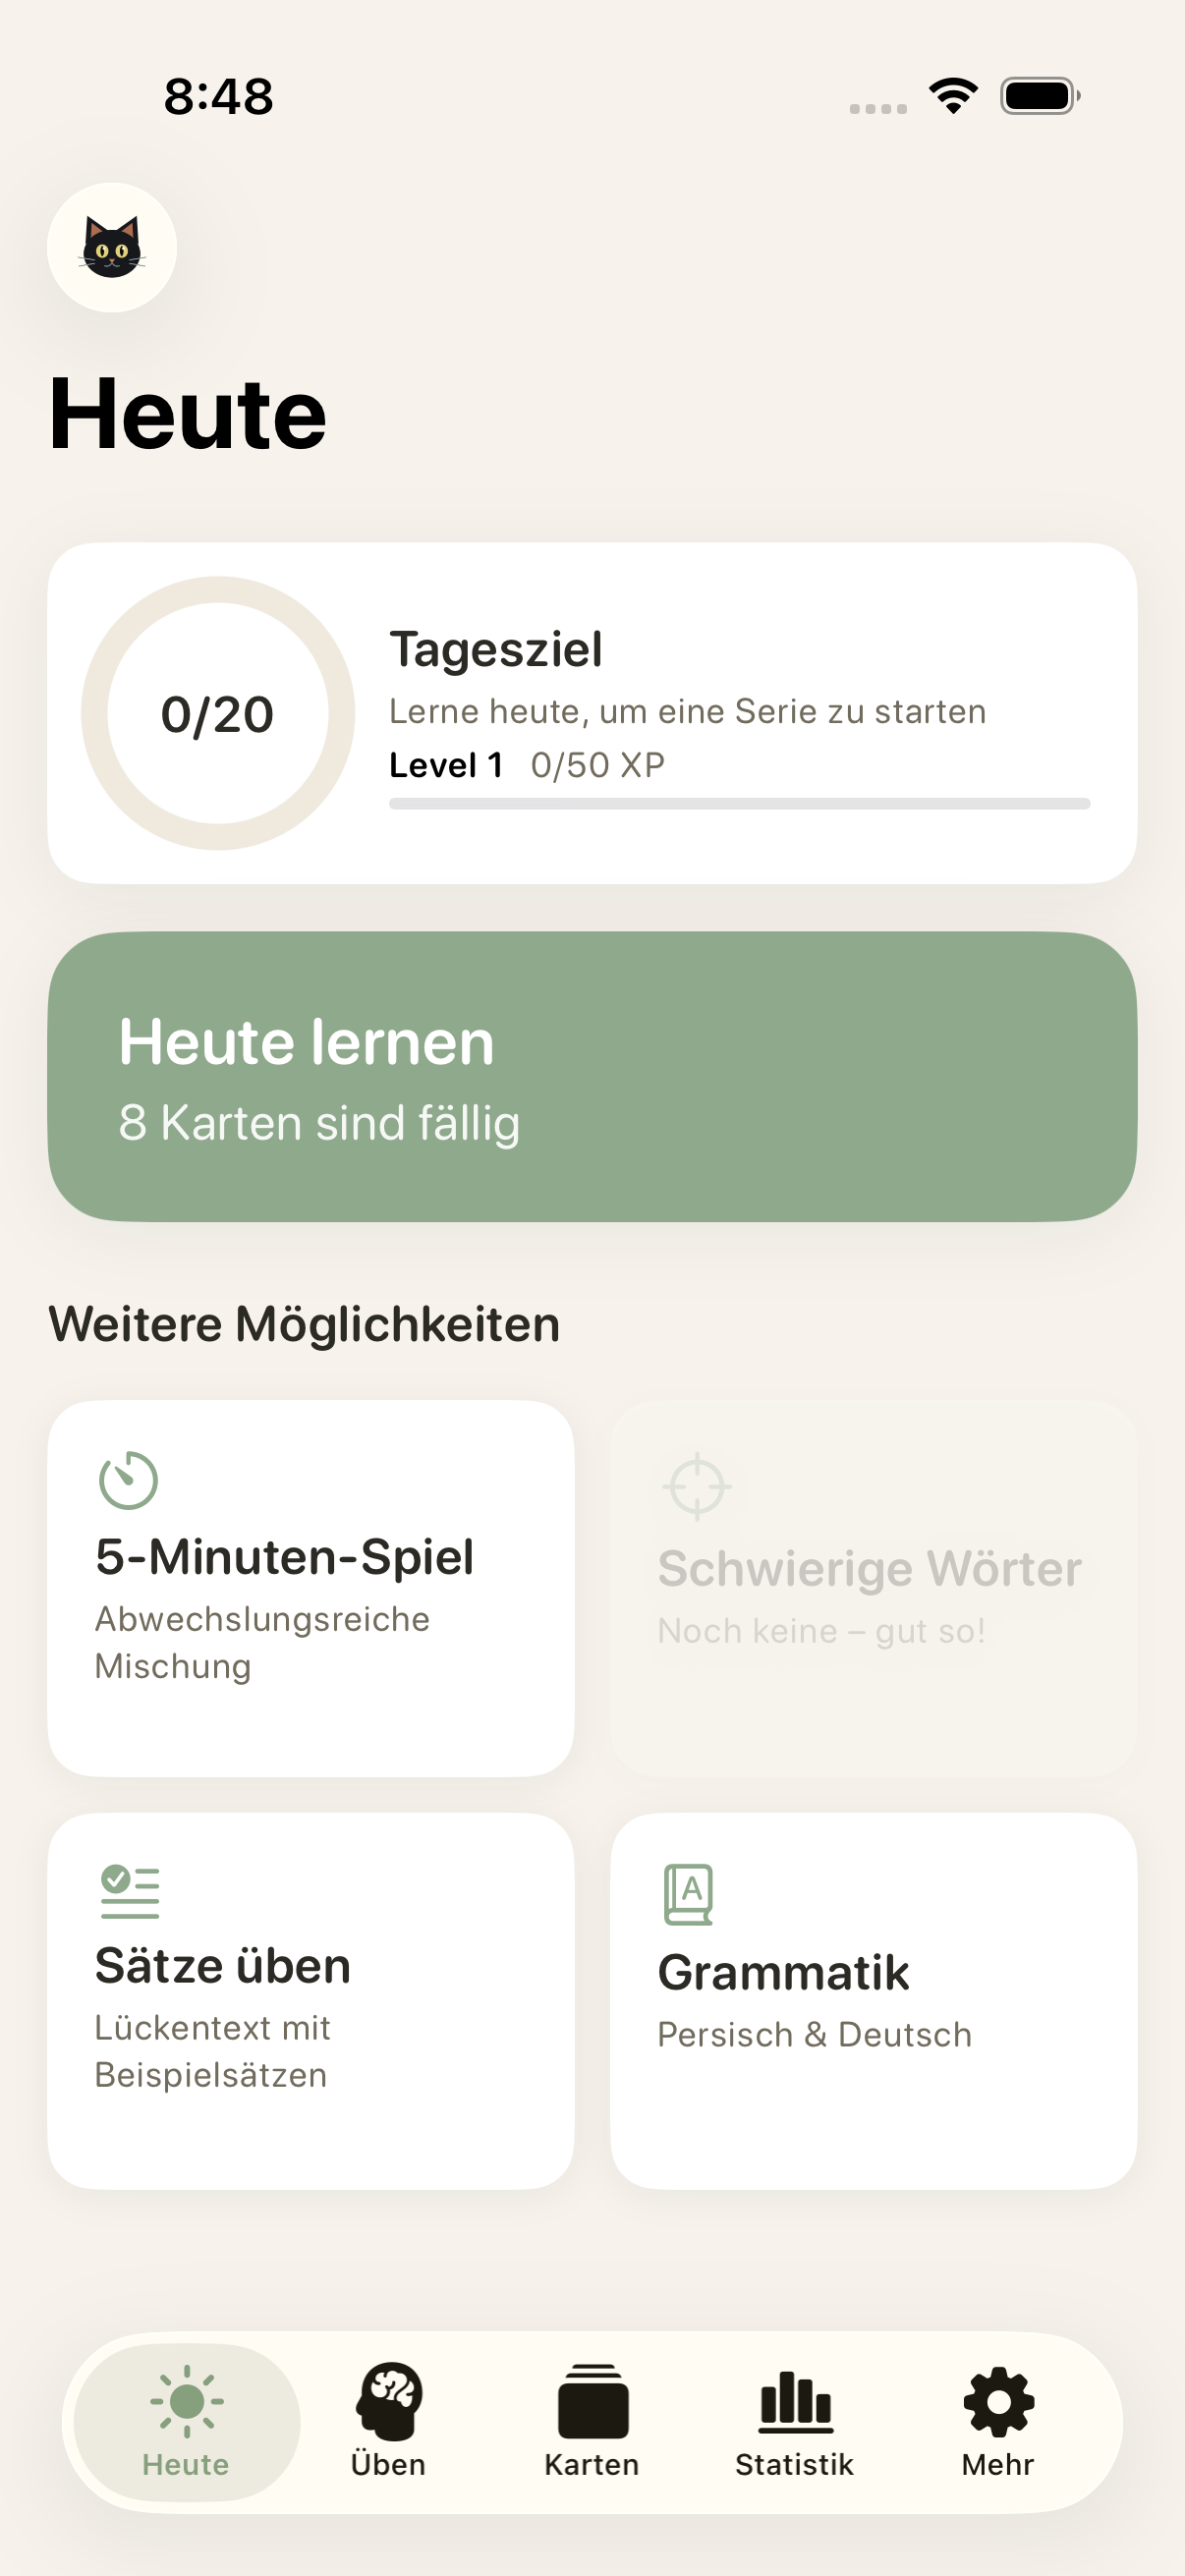 8:48
Heute
0/20
Tagesziel
Lerne heute, um eine Serie zu starten
Level 1 0/50 XP
Heute lernen
8 Karten sind fällig
Weitere Möglichkeiten
5-Minuten-Spiel
Abwechslungsreiche
Mischung
Schwierige Wörter
Noch keine – gut so!
Sätze üben
Lückentext mit
Beispielsätzen
A
Grammatik
Persisch & Deutsch
Heute
Üben
Karten
Statistik
Mehr